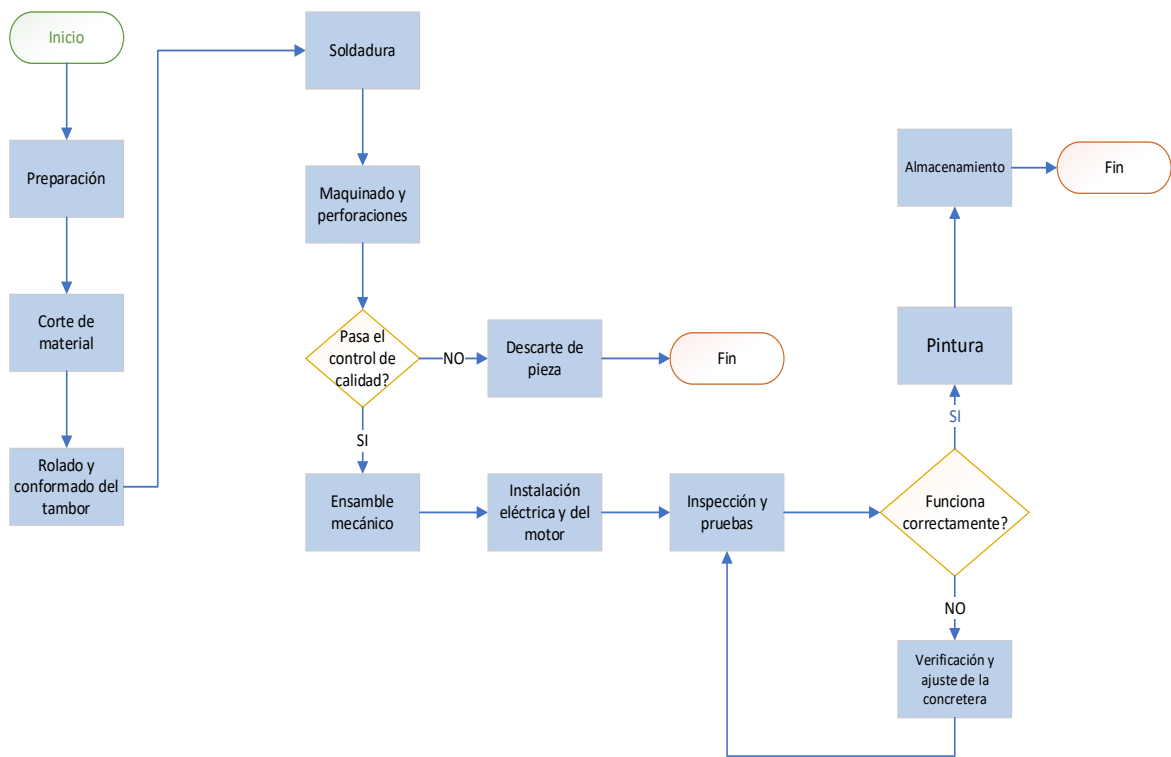 Inicio
Preparación
Corte de
material
Rolado y
conformado del
tambor
Soldadura
Maquinado y
perforaciones
Pasa el
control de
calidad?
NO
Descarte de
pieza
Fin
SI
Ensamble
mecánico
Instalación
eléctrica y del
motor
Inspección y
pruebas
Funciona
correctamente?
SI
Pintura
Almacenamiento
Fin
NO
Verificación y
ajuste de la
concretera